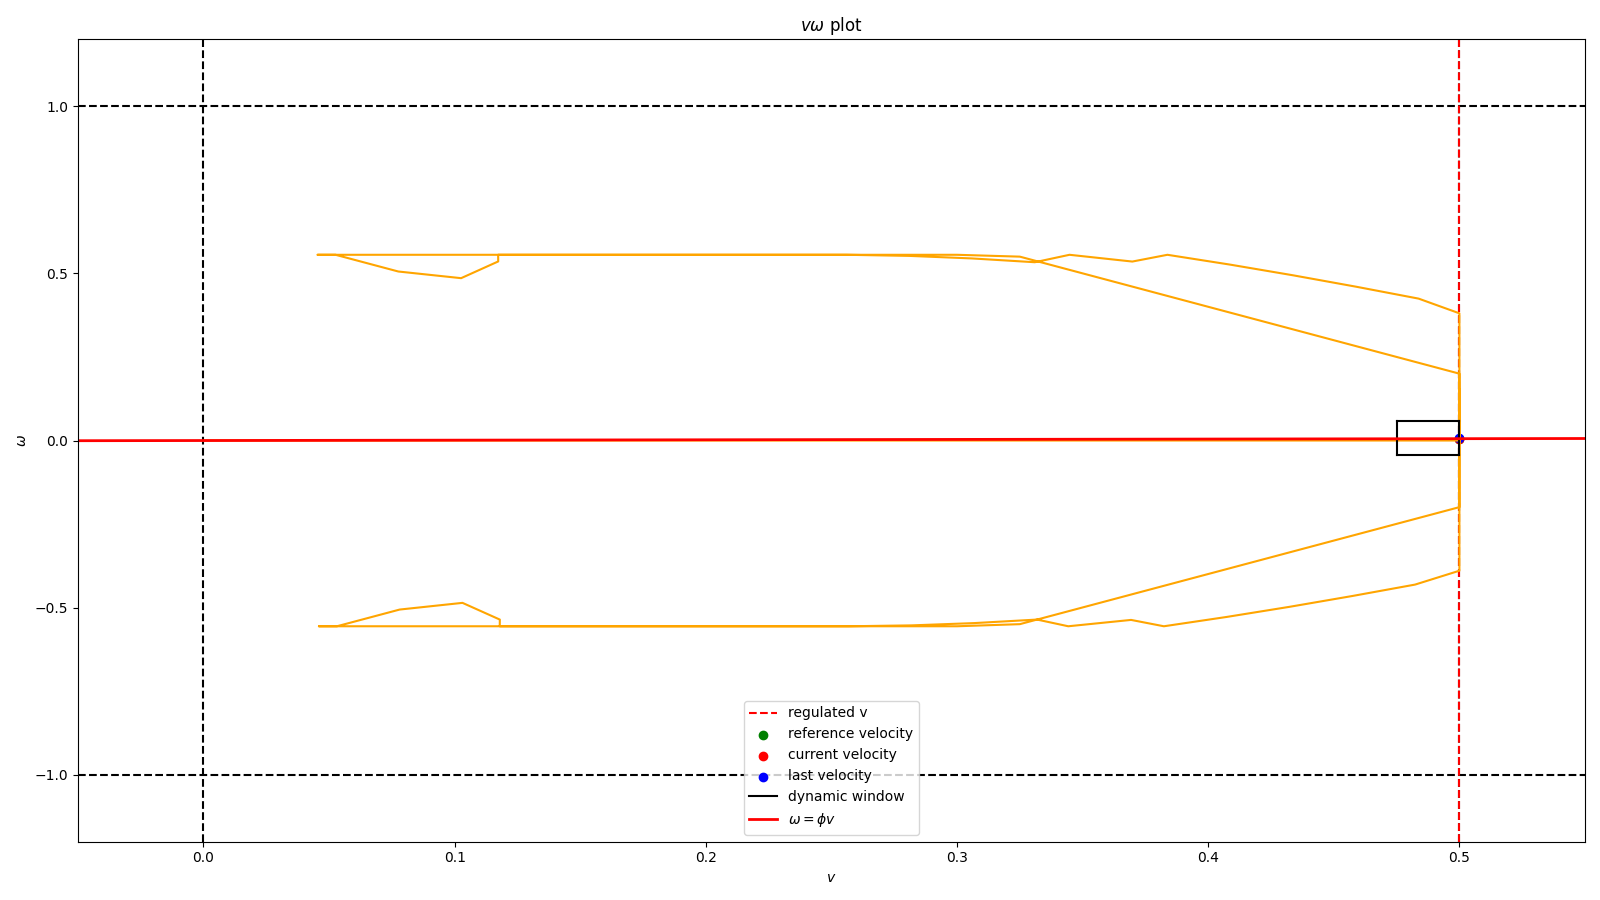 vω plot
1.0
0.5
0.0
−0.5
−1.0
ω
regulated v
reference velocity
current velocity
last velocity
dynamic window
ω = ϕv
0.0 0.1 0.2 0.3 0.4 0.5
v